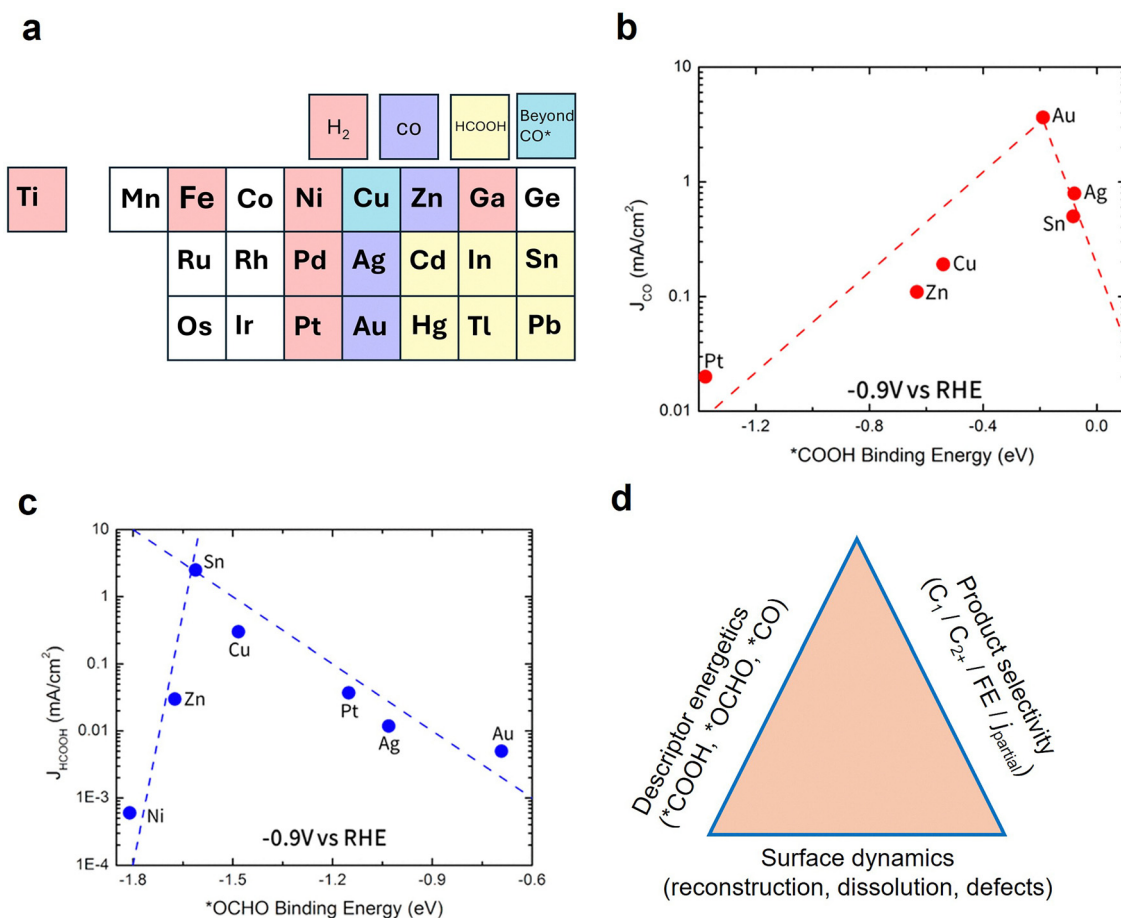 a
H₂ co HCOOH Beyond
CO*
Ti Mn Fe Co Ni Cu Zn Ga Ge
Ru Rh Pd Ag Cd In Sn
Os Ir Pt Au Hg Tl Pb
b
10
1
0.1
0.01
J_CO (mA/cm²)
Au
Ag
Sn
Cu
Zn
Pt
-0.9V vs RHE
-1.2 -0.8 -0.4 0.0
*COOH Binding Energy (eV)
c
10
1
0.1
0.01
1E-3
1E-4
J_HCOOH (mA/cm²)
Sn
Cu
Zn
Pt
Ag
Au
Ni
-0.9V vs RHE
-1.8 -1.5 -1.2 -0.9 -0.6
*OCHO Binding Energy (eV)
d
Descriptor energetics
(*COOH, *OCHO, *CO)
Product selectivity
(C₁ / C₂₊ / FE / j_partial)
Surface dynamics
(reconstruction, dissolution, defects)